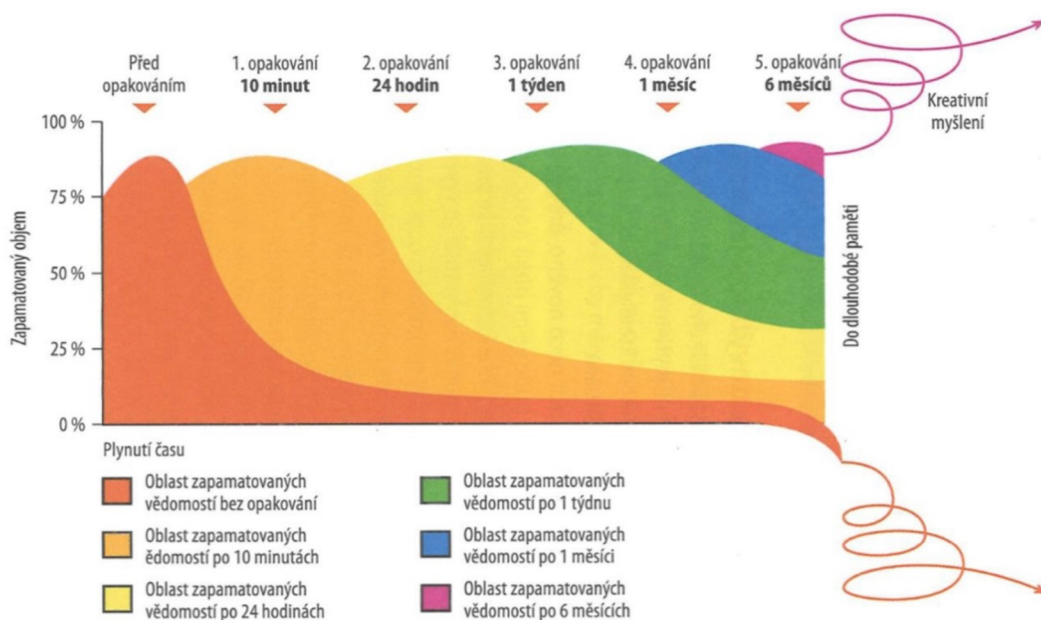 Před
opakováním
1. opakování
10 minut
2. opakování
24 hodin
3. opakování
1 týden
4. opakování
1 měsíc
5. opakování
6 měsíců
Kreativní
myšlení
100 %
75 %
50 %
25 %
0 %
Zapamatovaný objem
Do dlouhodobé paměti
Plynutí času
Oblast zapamatovaných
vědomostí bez opakování
Oblast zapamatovaných
ědomostí po 10 minutách
Oblast zapamatovaných
vědomostí po 24 hodinách
Oblast zapamatovaných
vědomostí po 1 týdnu
Oblast zapamatovaných
vědomostí po 1 měsíci
Oblast zapamatovaných
vědomostí po 6 měsících